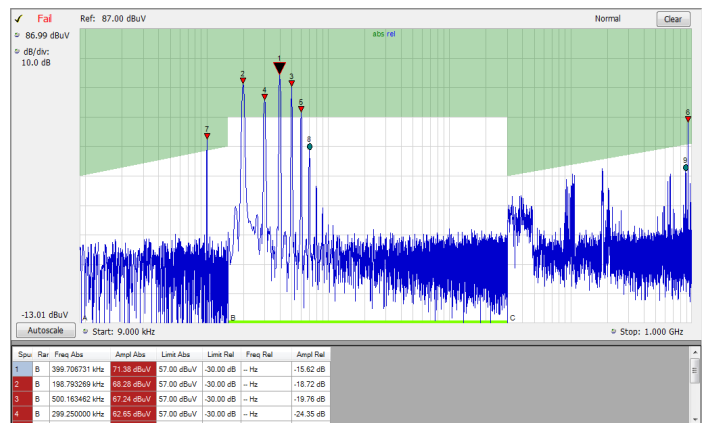 Fail
Ref: 87.00 dBuV
Normal
Clear
86.99 dBuV
abs rel
dB/div:
10.0 dB
1
2
3
4
5
6
7
8
9
-13.01 dBuV
A
B
C
Autoscale
Start: 9.000 kHz
Stop: 1.000 GHz
Spu Rar Freq Abs Ampl Abs Limit Abs Limit Rel Freq Rel Ampl Rel
1 B 399.706731 kHz 71.38 dBuV 57.00 dBuV -30.00 dB -- Hz -15.62 dB
2 B 198.793269 kHz 68.28 dBuV 57.00 dBuV -30.00 dB -- Hz -18.72 dB
3 B 500.163462 kHz 67.24 dBuV 57.00 dBuV -30.00 dB -- Hz -19.76 dB
4 B 299.250000 kHz 62.65 dBuV 57.00 dBuV -30.00 dB -- Hz -24.35 dB